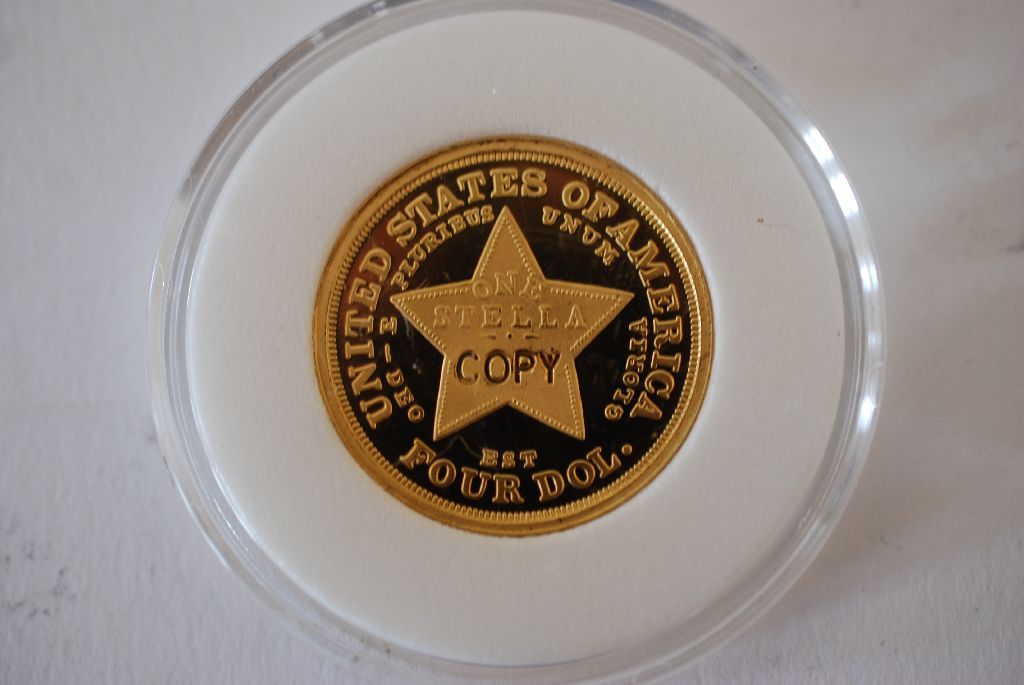 UNITED STATES OF AMERICA
E PLURIBUS UNUM
DEO EST GLORIA
ONE
STELLA
COPY
FOUR DOL.